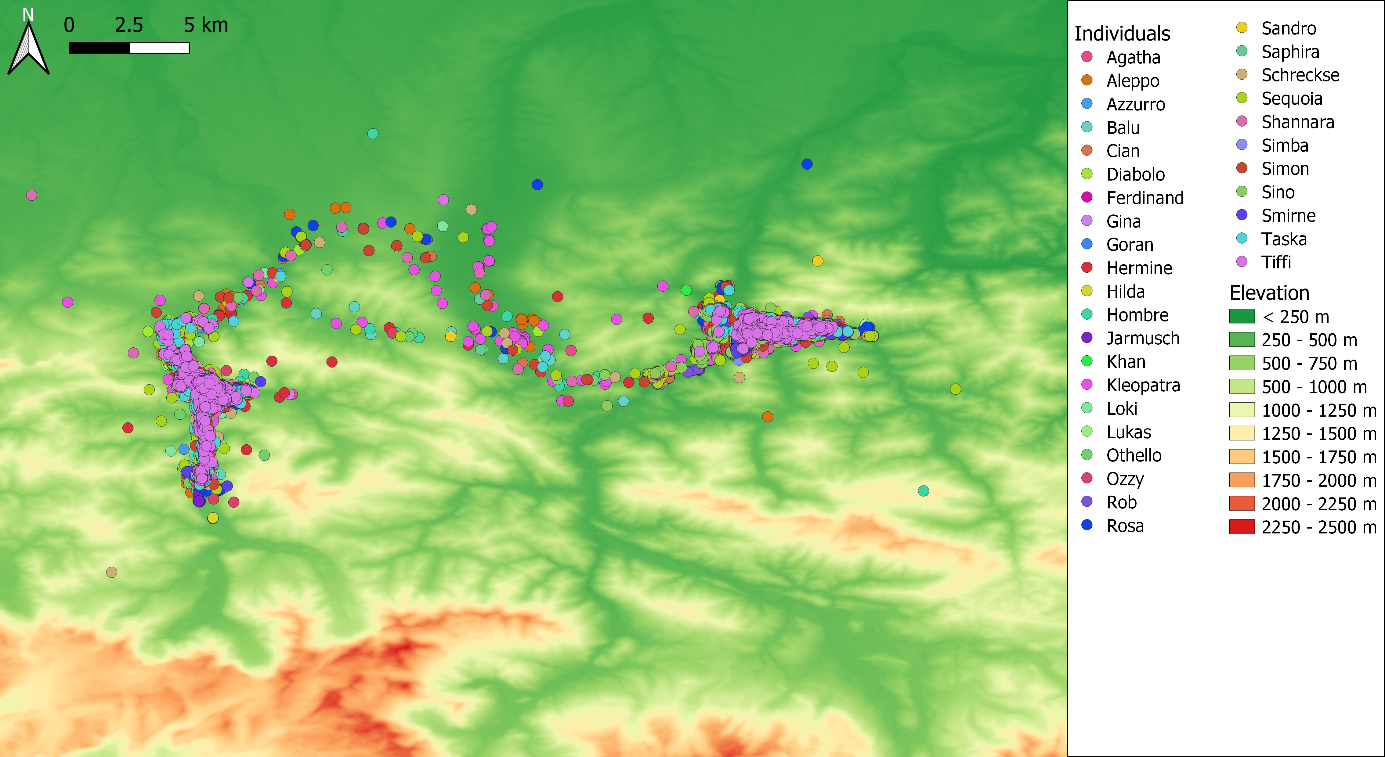 N
0 2.5 5 km
Individuals
Agatha
Aleppo
Azzurro
Balu
Cian
Diabolo
Ferdinand
Gina
Goran
Hermine
Hilda
Hombre
Jarmusch
Khan
Kleopatra
Loki
Lukas
Othello
Ozzy
Rob
Rosa
Sandro
Saphira
Schreckse
Sequoia
Shannara
Simba
Simon
Sino
Smirne
Taska
Tiffi
Elevation
< 250 m
250 - 500 m
500 - 750 m
500 - 1000 m
1000 - 1250 m
1250 - 1500 m
1500 - 1750 m
1750 - 2000 m
2000 - 2250 m
2250 - 2500 m